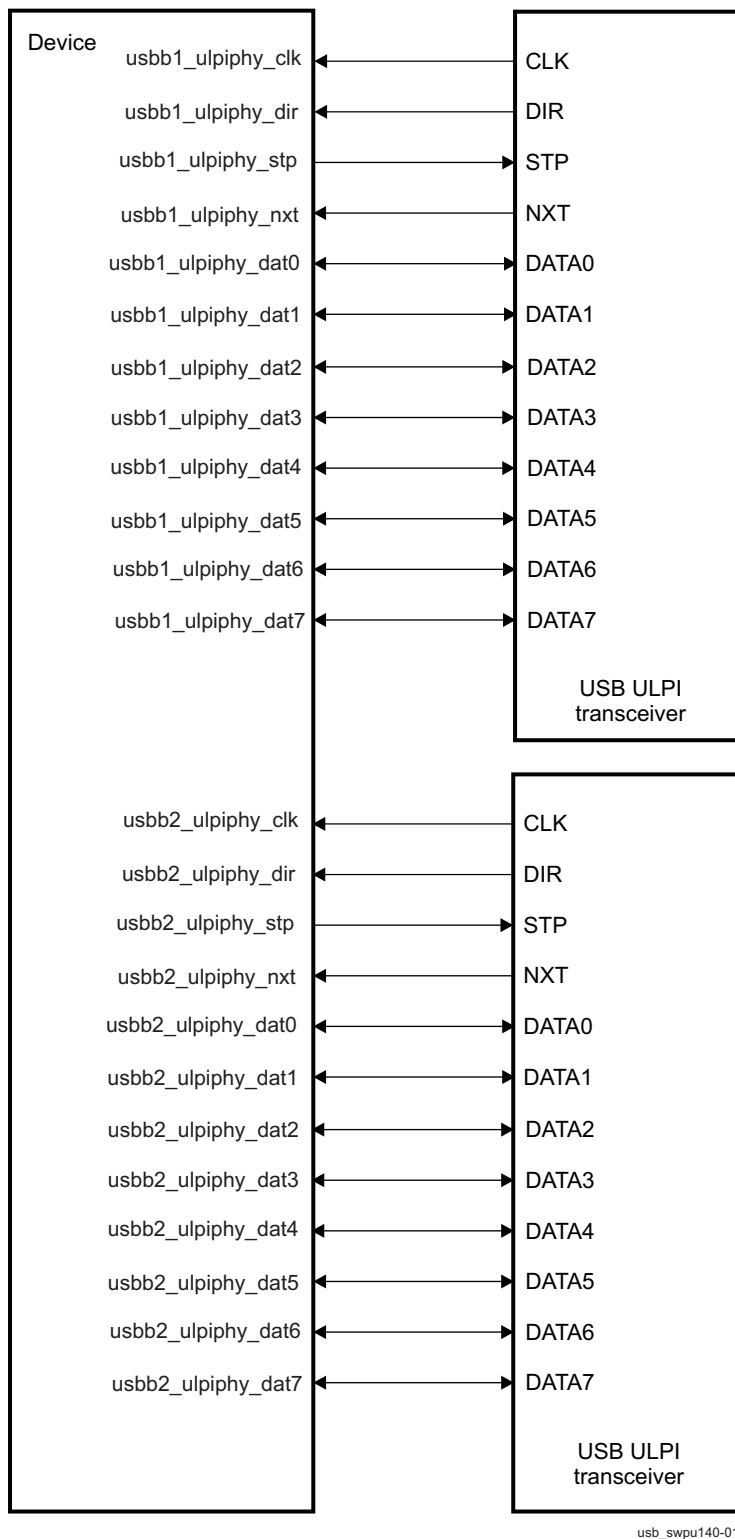 Device
usbb1_ulpiphy_clk CLK
usbb1_ulpiphy_dir DIR
usbb1_ulpiphy_stp STP
usbb1_ulpiphy_nxt NXT
usbb1_ulpiphy_dat0 DATA0
usbb1_ulpiphy_dat1 DATA1
usbb1_ulpiphy_dat2 DATA2
usbb1_ulpiphy_dat3 DATA3
usbb1_ulpiphy_dat4 DATA4
usbb1_ulpiphy_dat5 DATA5
usbb1_ulpiphy_dat6 DATA6
usbb1_ulpiphy_dat7 DATA7
USB ULPI
transceiver
usbb2_ulpiphy_clk CLK
usbb2_ulpiphy_dir DIR
usbb2_ulpiphy_stp STP
usbb2_ulpiphy_nxt NXT
usbb2_ulpiphy_dat0 DATA0
usbb2_ulpiphy_dat1 DATA1
usbb2_ulpiphy_dat2 DATA2
usbb2_ulpiphy_dat3 DATA3
usbb2_ulpiphy_dat4 DATA4
usbb2_ulpiphy_dat5 DATA5
usbb2_ulpiphy_dat6 DATA6
usbb2_ulpiphy_dat7 DATA7
USB ULPI
transceiver